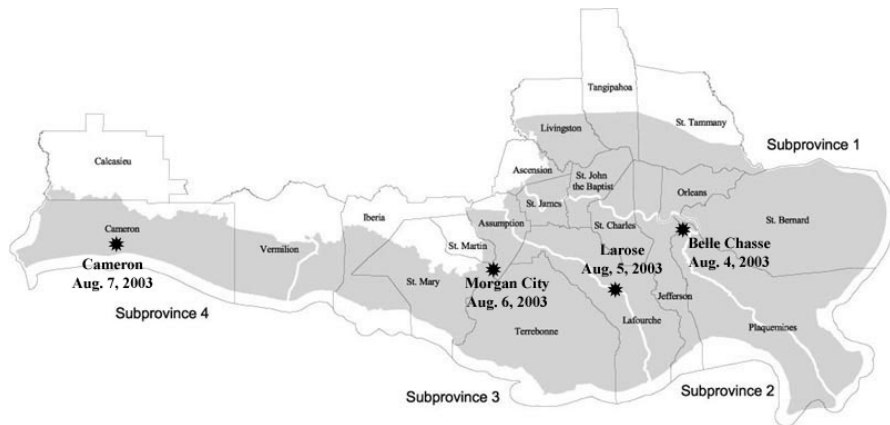 Tangipahoa
St. Tammany
Livingston
Subprovince 1
Calcasieu
Ascension
St. John
the Baptist
Orleans
St. James
Iberia
Assumption
St. Bernard
Cameron
St. Charles
Vermilion
St. Martin
Belle Chasse
Aug. 4, 2003
Larose
Aug, 5, 2003
Cameron
Aug. 7, 2003
St. Mary
Morgan City
Aug. 6, 2003
Jefferson
Subprovince 4
Terrebonne
Lafourche
Plaquemines
Subprovince 3
Subprovince 2